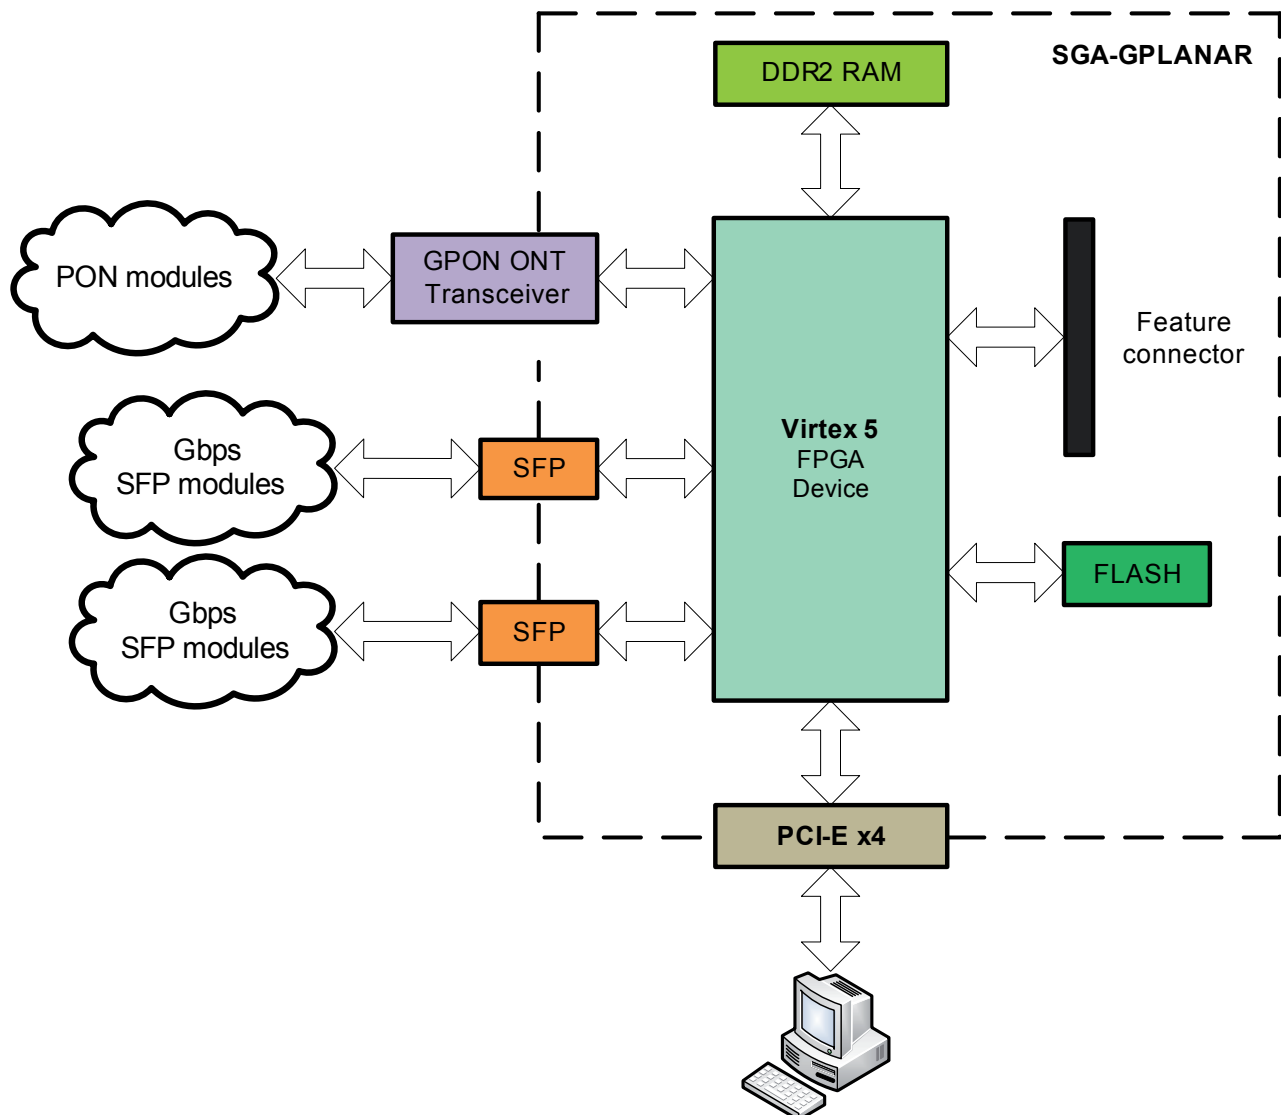 SGA-GPLANAR
DDR2 RAM
PON modules
GPON ONT
Transceiver
Feature
connector
Gbps
SFP modules
SFP
Virtex 5
FPGA
Device
FLASH
Gbps
SFP modules
SFP
PCI-E x4